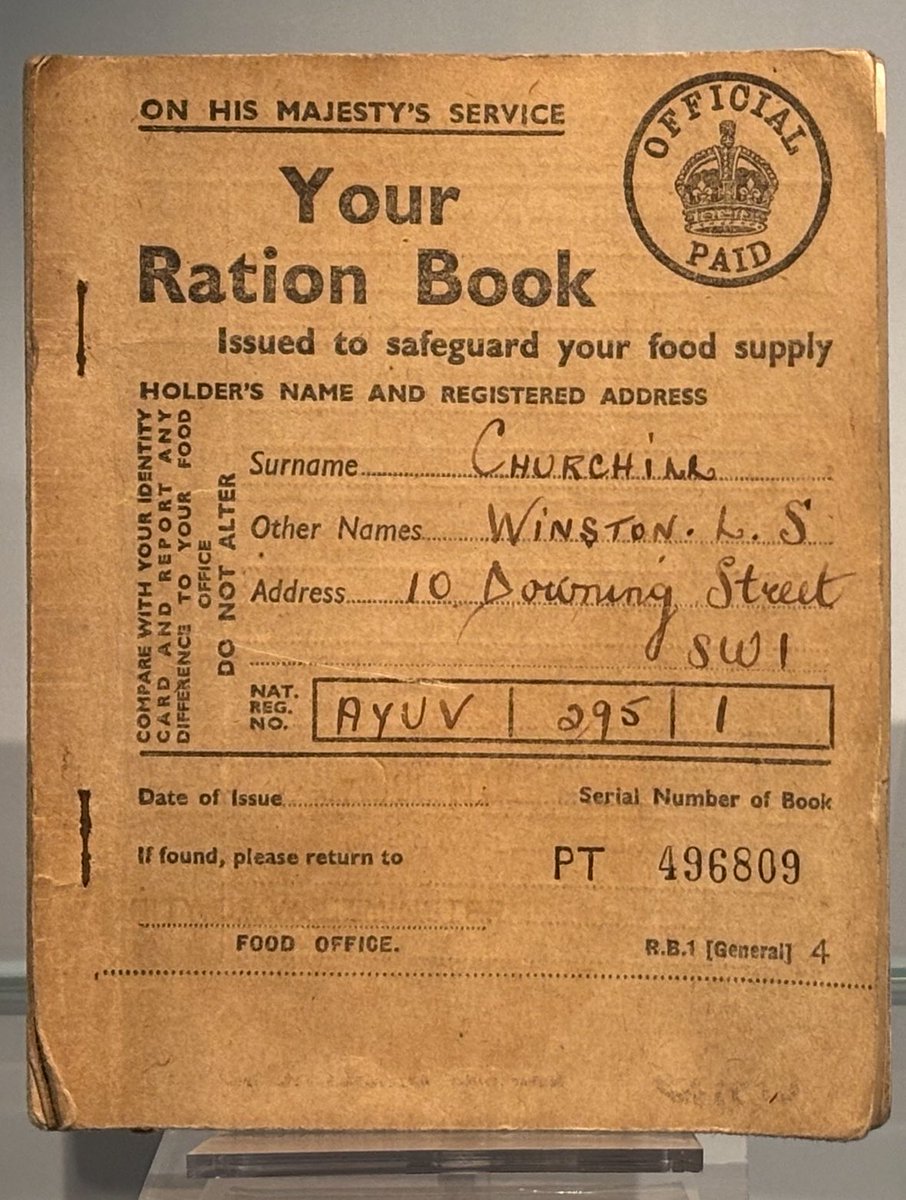 ON HIS MAJESTY'S SERVICE
OFFICIAL
PAID
Your
Ration Book
Issued to safeguard your food supply
HOLDER'S NAME AND REGISTERED ADDRESS
COMPARE WITH YOUR IDENTITY
CARD AND REPORT ANY
DIFFERENCE TO YOUR FOOD
OFFICE
DO NOT ALTER
Surname CHURCHILL
Other Names WINSTON. L. S
Address 10 Downing Street
SW1
NAT.
REG.
NO. AYUV 295 1
Date of Issue Serial Number of Book
If found, please return to PT 496809
FOOD OFFICE. R.B.1 [General] 4